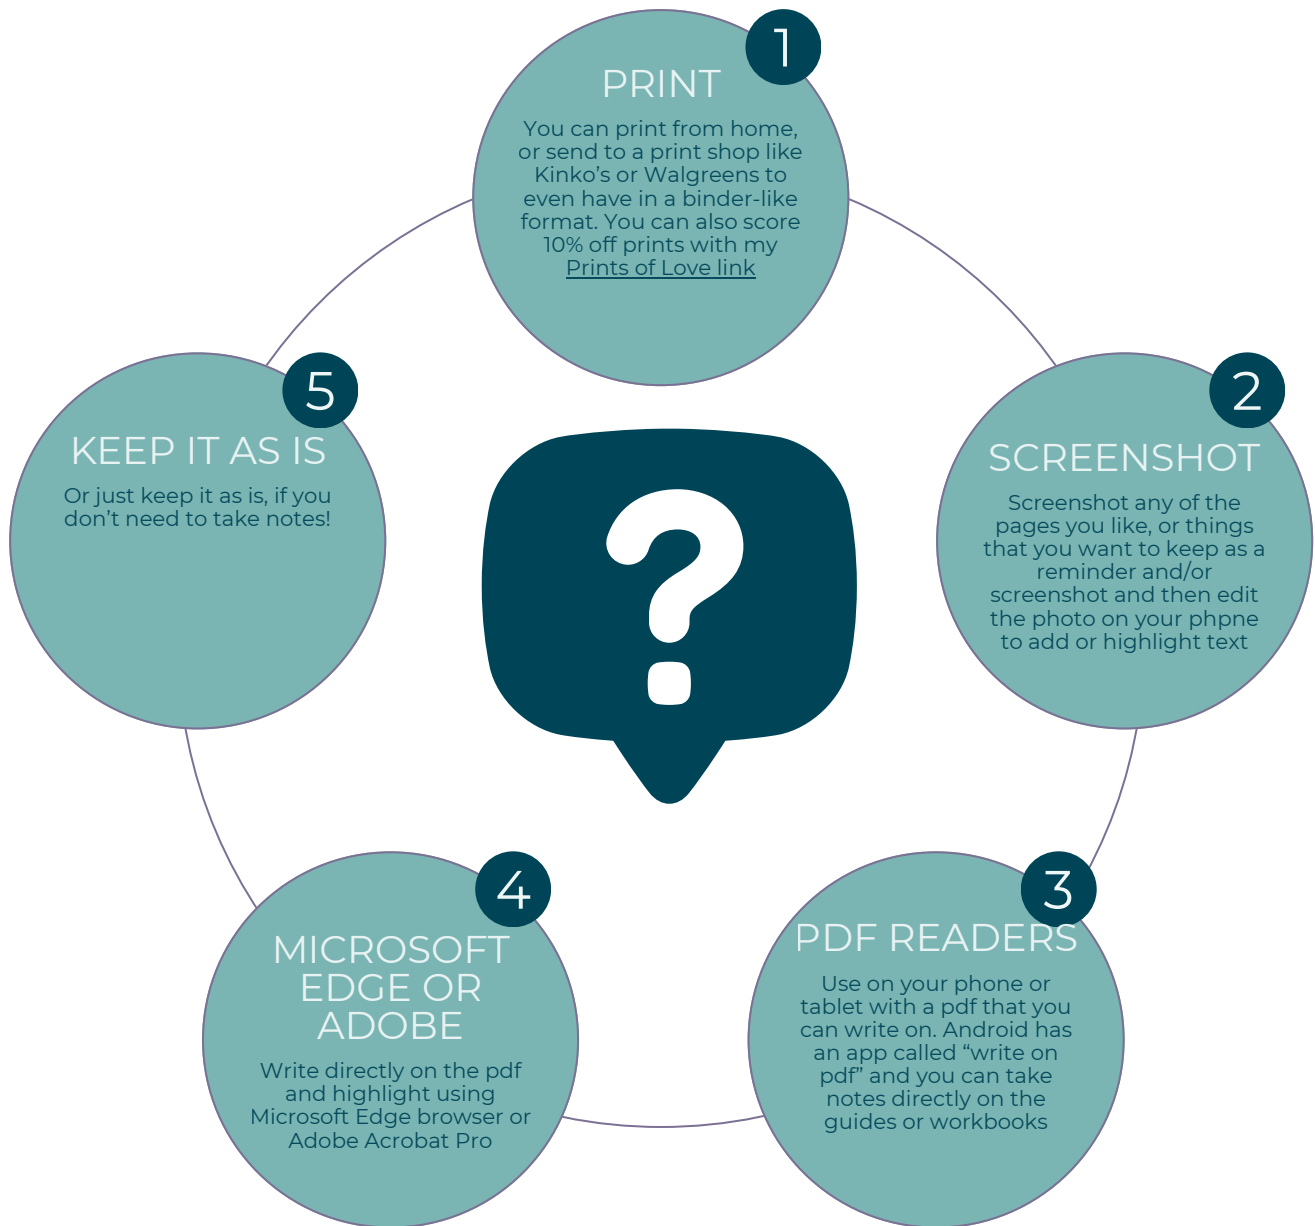 1
PRINT
You can print from home,
or send to a print shop like
Kinko's or Walgreens to
even have in a binder-like
format. You can also score
10% off prints with my
Prints of Love link
2
SCREENSHOT
Screenshot any of the
pages you like, or things
that you want to keep as a
reminder and/or
screenshot and then edit
the photo on your phpne
to add or highlight text
3
PDF READERS
Use on your phone or
tablet with a pdf that you
can write on. Android has
an app called “write on
pdf” and you can take
notes directly on the
guides or workbooks
4
MICROSOFT
EDGE OR
ADOBE
Write directly on the pdf
and highlight using
Microsoft Edge browser or
Adobe Acrobat Pro
5
KEEP IT AS IS
Or just keep it as is, if you
don't need to take notes!
?